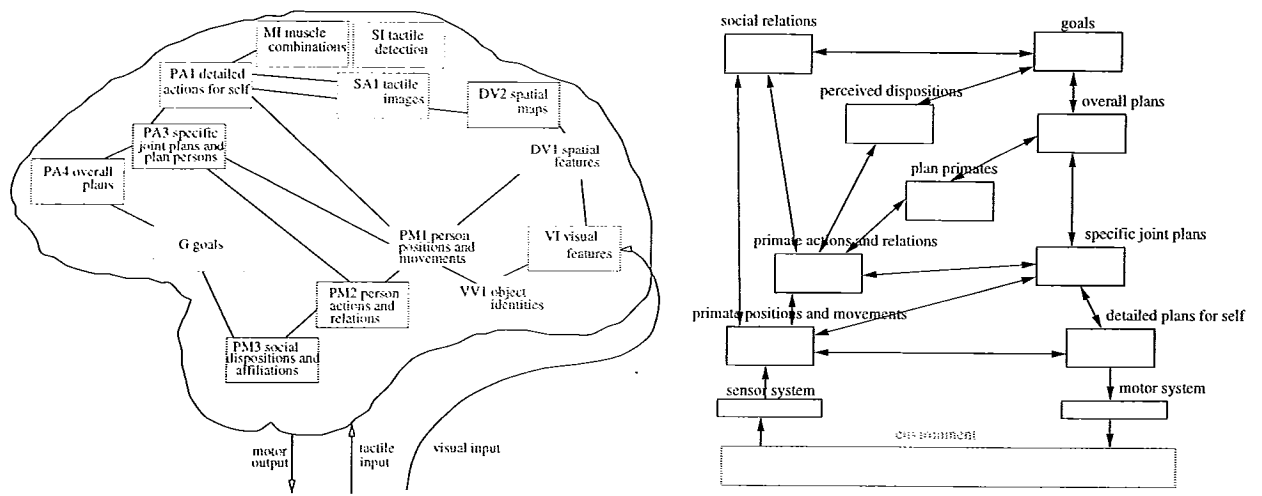 MI muscle
combinations
SI tactile
detection
PA1 detailed
actions for self
SA1 tactile
images
DV2 spatial
maps
PA3 specific
joint plans and
plan persons
DV1 spatial
features
PA4 overall
plans
G goals
PM1 person
positions and
movements
VI visual
features
VV1 object
identities
PM2 person
actions and
relations
PM3 social
dispositions and
affiliations
motor
output
tactile
input
visual input
social relations
goals
perceived dispositions
overall plans
plan primates
primate actions and relations
specific joint plans
primate positions and movements
detailed plans for self
sensor system
motor system
environment